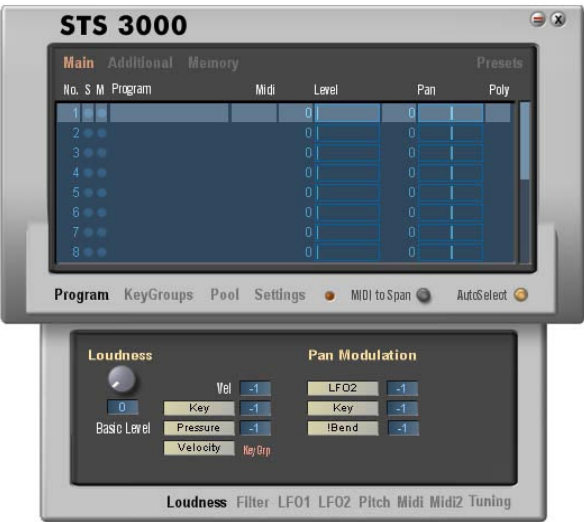 STS 3000
Main Additional Memory Presets
No. S M Program Midi Level Pan Poly
1 0 0
2 0 0
3 0 0
4 0 0
5 0 0
6 0 0
7 0 0
8 0 0
Program KeyGroups Pool Settings MIDI to Span AutoSelect
Loudness Pan Modulation
Vel -1 LFO2 -1
0 Key -1 Key -1
Basic Level Pressure -1 !Bend -1
Velocity KeyGrp
Loudness Filter LFO1 LFO2 Pitch Midi Midi2 Tuning